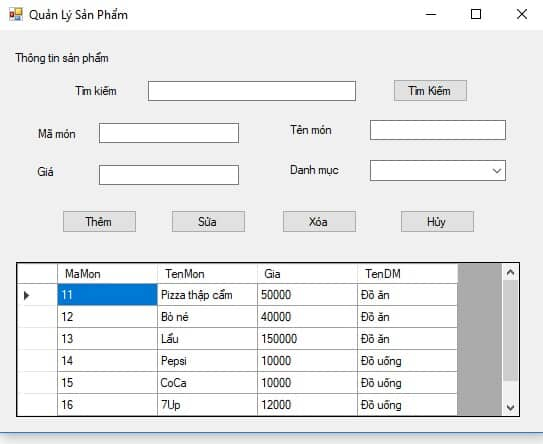 Quản Lý Sản Phẩm
Thông tin sản phẩm
Tìm kiếm Tìm Kiếm
Mã món Tên món
Giá Danh mục
Thêm Sửa Xóa Hủy
MaMon TenMon Gia TenDM
11 Pizza thập cẩm 50000 Đồ ăn
12 Bò né 40000 Đồ ăn
13 Lẩu 150000 Đồ ăn
14 Pepsi 10000 Đồ uống
15 CoCa 10000 Đồ uống
16 7Up 12000 Đồ uống